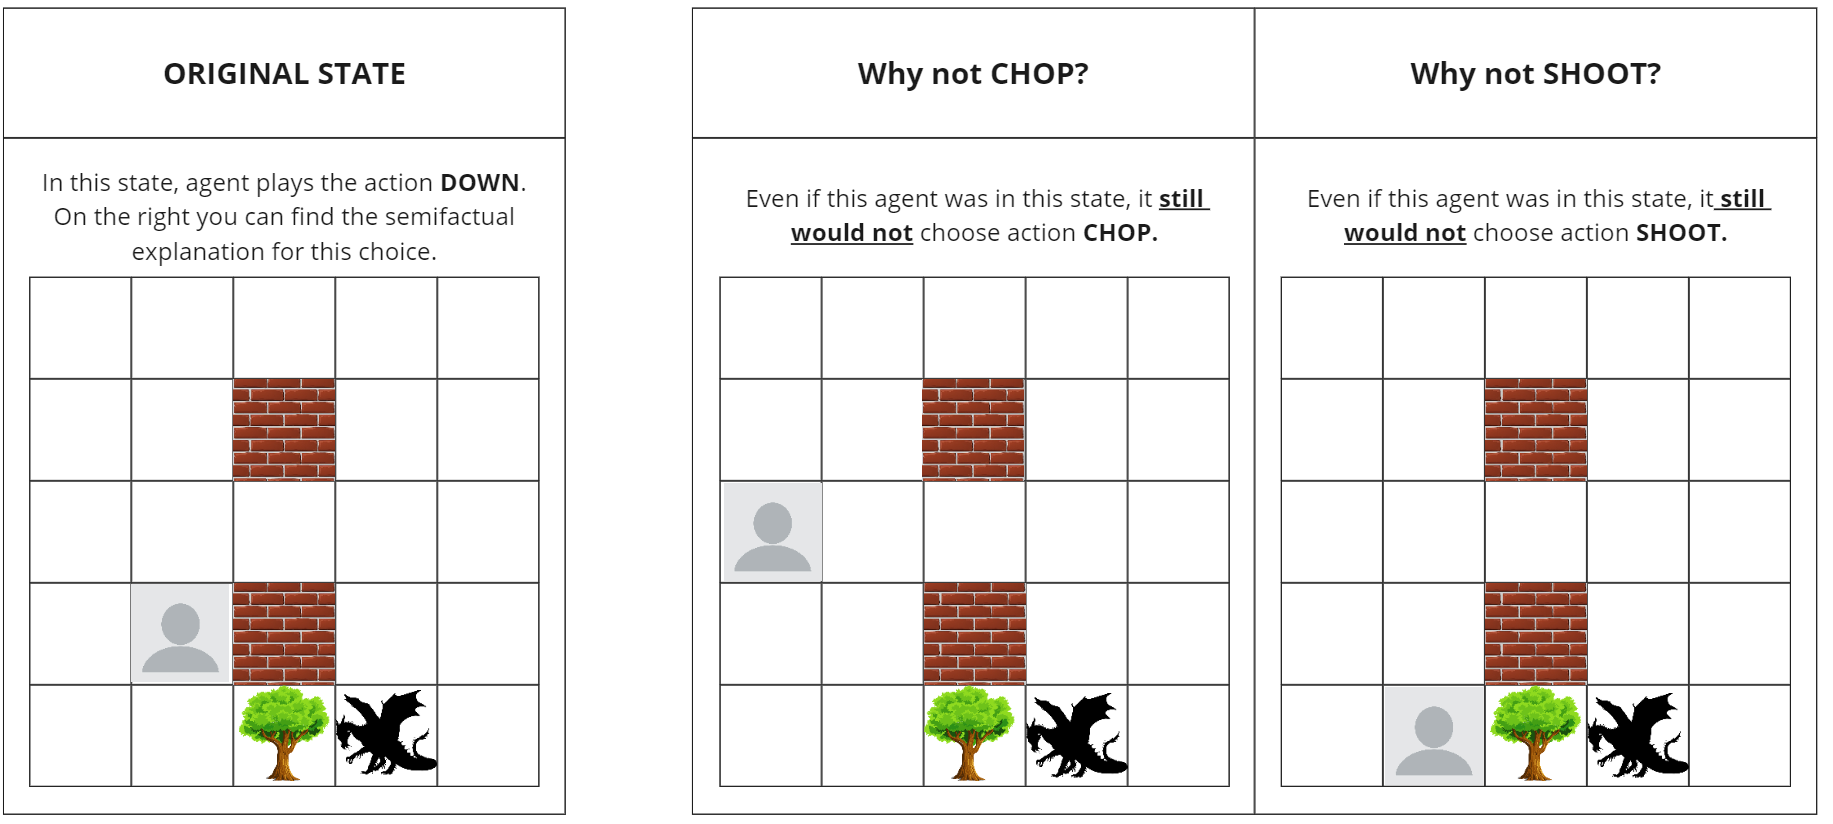 ORIGINAL STATE
In this state, agent plays the action DOWN.
On the right you can find the semifactual
explanation for this choice.
Why not CHOP?
Even if this agent was in this state, it still
would not choose action CHOP.
Why not SHOOT?
Even if this agent was in this state, it still
would not choose action SHOOT.